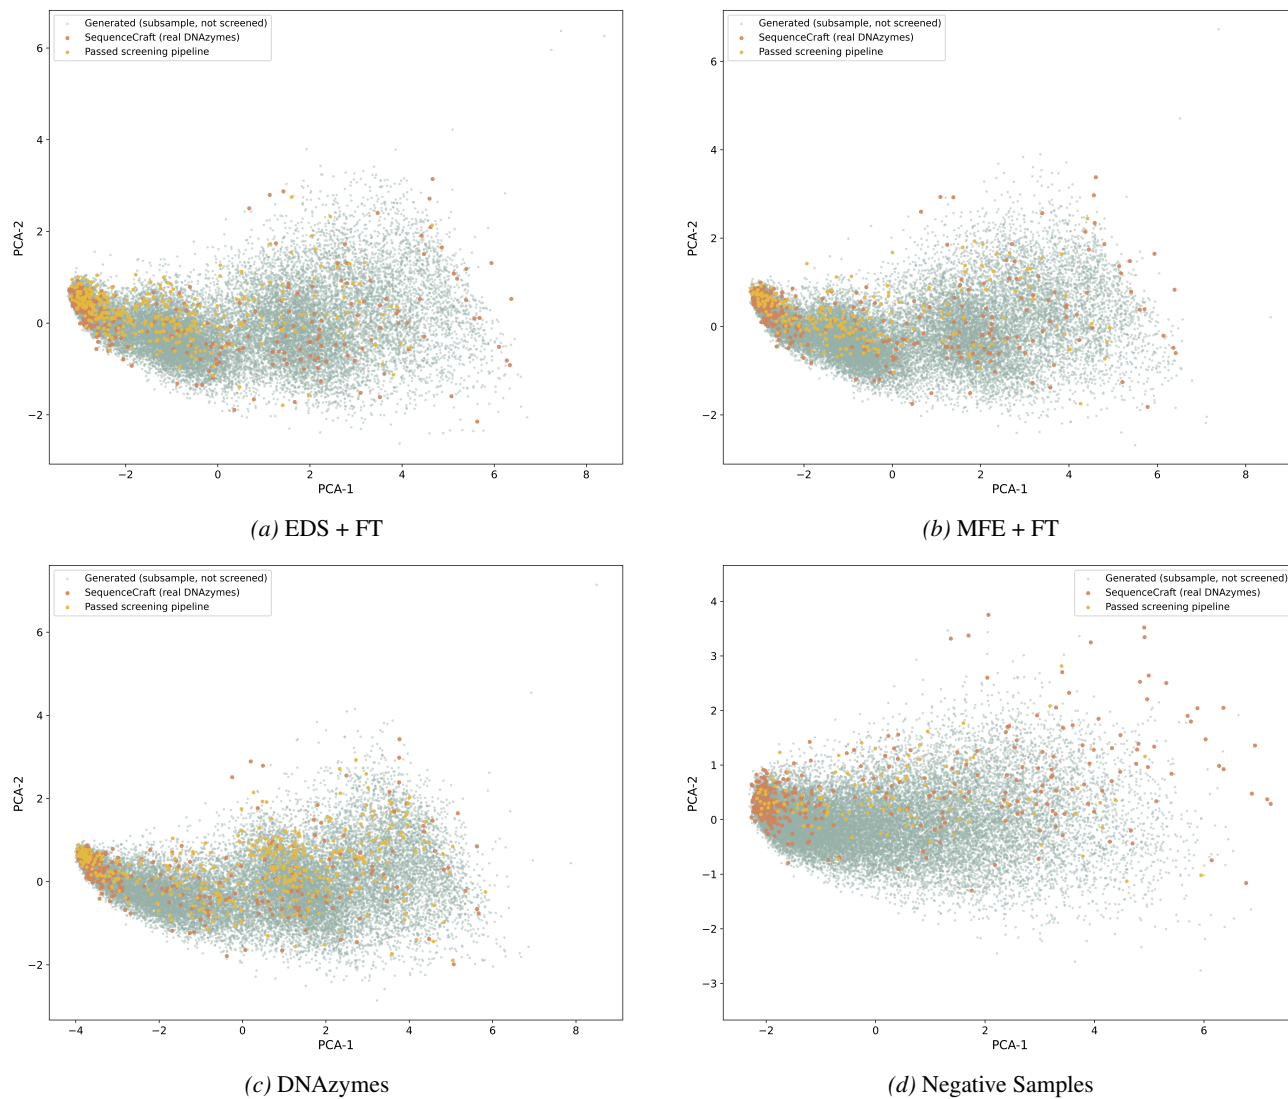 Generated (subsample, not screened)
SequenceCraft (real DNAzymes)
Passed screening pipeline
6
4
2
0
−2
PCA-2
−2
0
2
4
6
8
PCA-1
(a) EDS + FT
Generated (subsample, not screened)
SequenceCraft (real DNAzymes)
Passed screening pipeline
6
4
2
0
−2
PCA-2
−2
0
2
4
6
8
PCA-1
(b) MFE + FT
Generated (subsample, not screened)
SequenceCraft (real DNAzymes)
Passed screening pipeline
6
4
2
0
−2
PCA-2
−4
−2
0
2
4
6
8
PCA-1
(c) DNAzymes
Generated (subsample, not screened)
SequenceCraft (real DNAzymes)
Passed screening pipeline
4
3
2
1
0
−1
−2
−3
PCA-2
−2
0
2
4
6
PCA-1
(d) Negative Samples